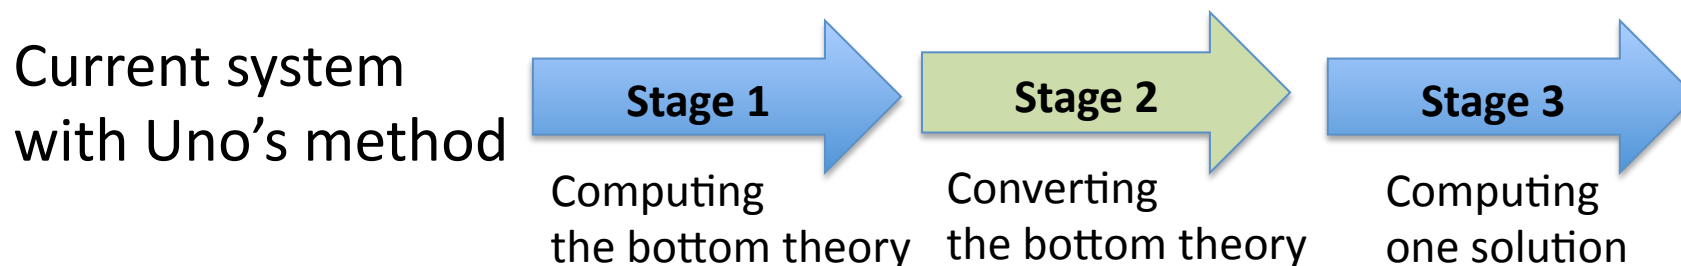 Current system
with Uno's method
Stage 1
Computing
the bottom theory
Stage 2
Converting
the bottom theory
Stage 3
Computing
one solution